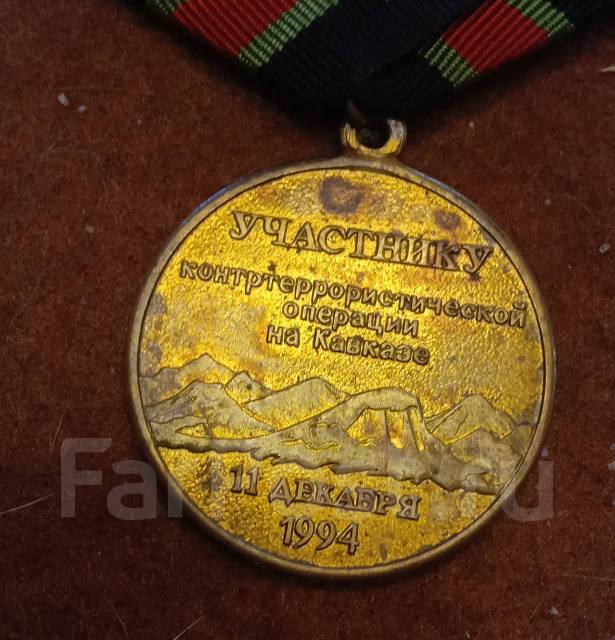 УЧАСТНИКУ
контртеррористической
операции
на Кавказе
11 ДЕКАБРЯ
1994